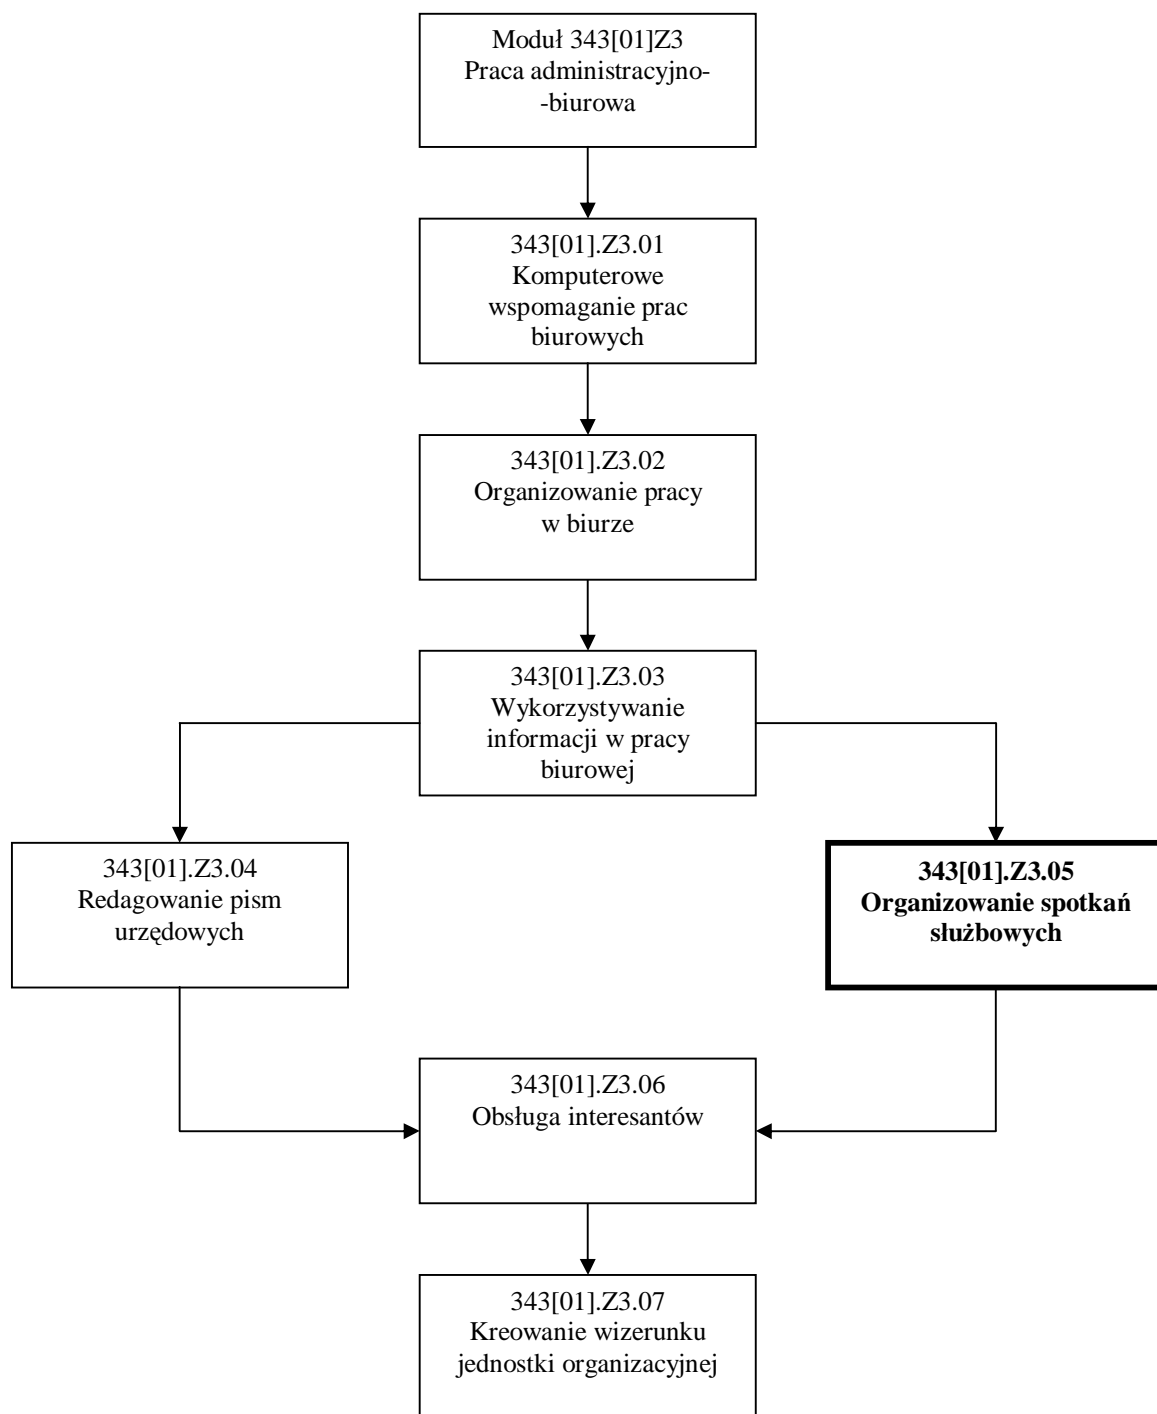 Moduł 343[01]Z3
Praca administracyjno-
-biurowa
343[01].Z3.01
Komputerowe
wspomaganie prac
biurowych
343[01].Z3.02
Organizowanie pracy
w biurze
343[01].Z3.03
Wykorzystywanie
informacji w pracy
biurowej
343[01].Z3.04
Redagowanie pism
urzędowych
343[01].Z3.05
Organizowanie spotkań
służbowych
343[01].Z3.06
Obsługa interesantów
343[01].Z3.07
Kreowanie wizerunku
jednostki organizacyjnej